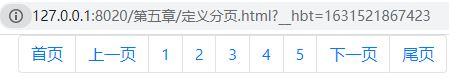 127.0.0.1:8020/第五章/定义分页.html?__hbt=1631521867423
首页 上一页 1 2 3 4 5 下一页 尾页